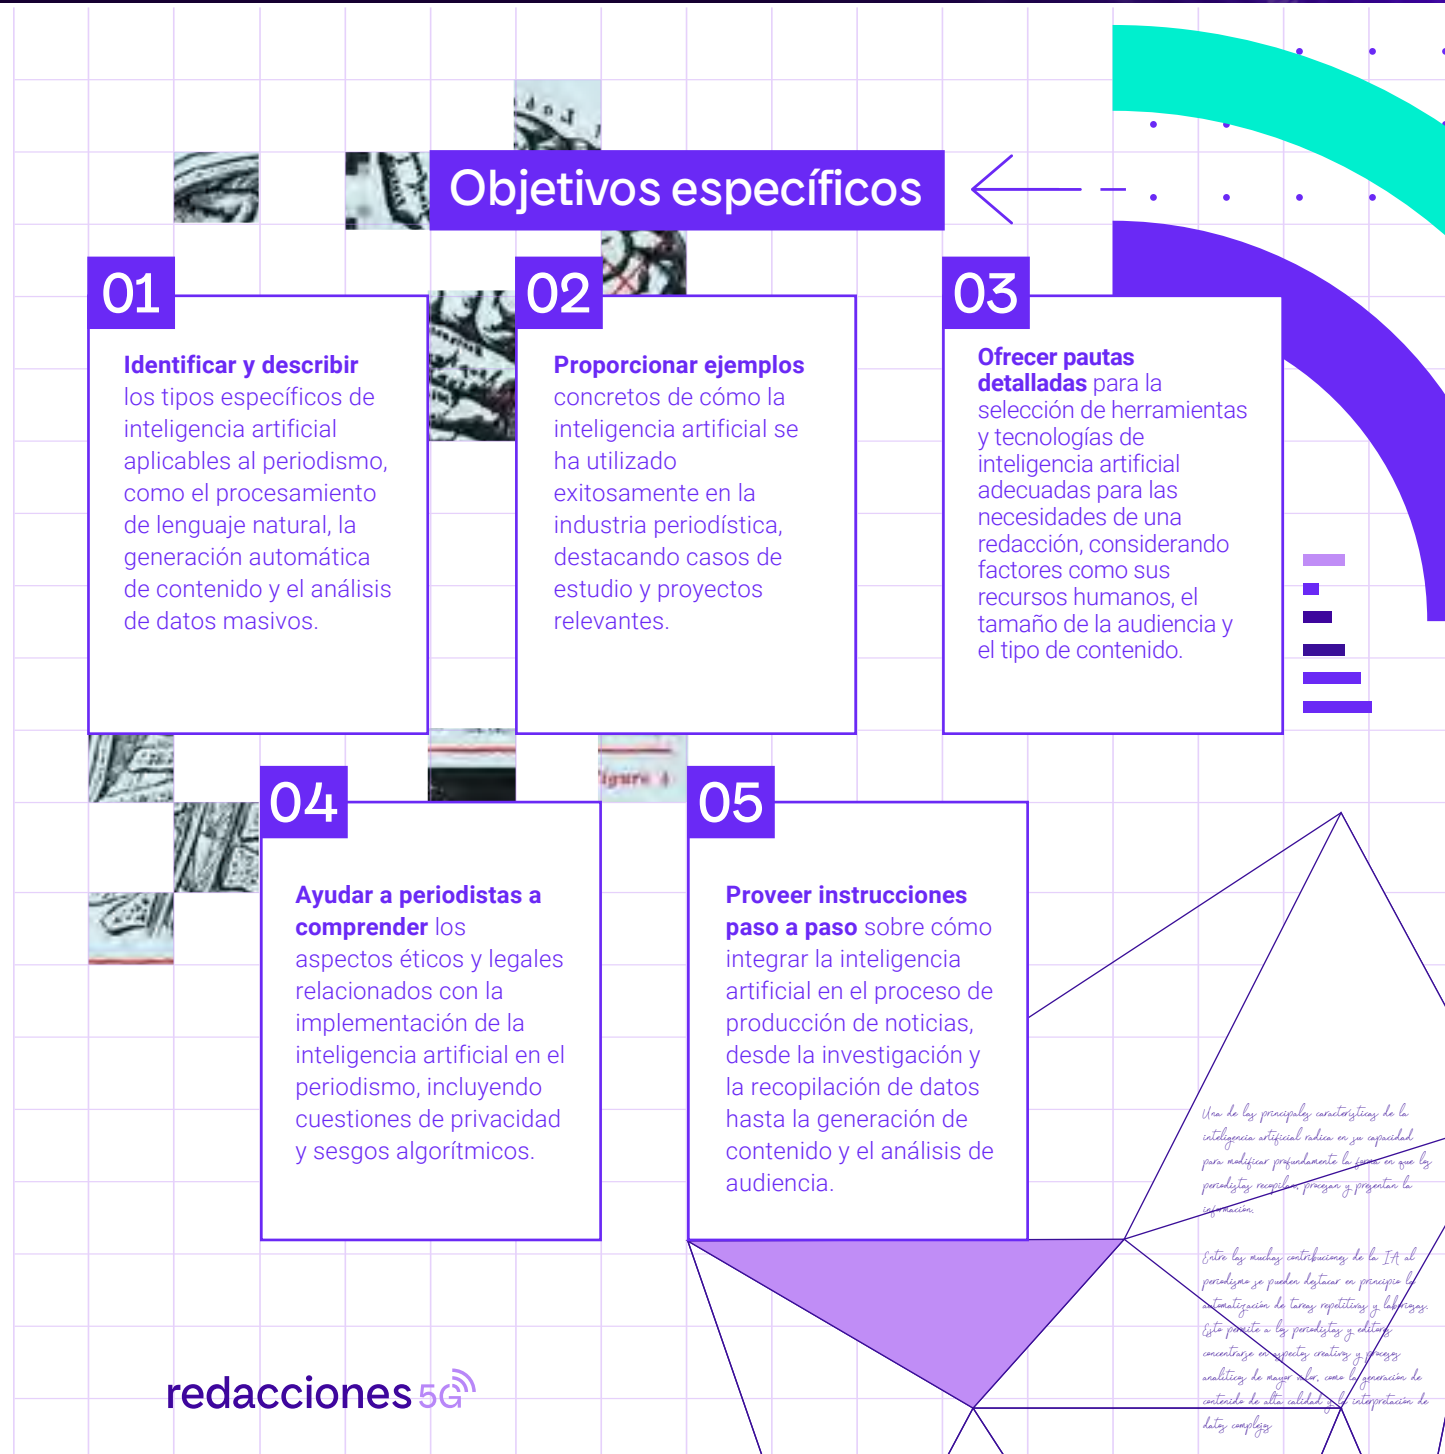 Objetivos específicos
01
Identificar y describir
los tipos específicos de
inteligencia artificial
aplicables al periodismo,
como el procesamiento
de lenguaje natural, la
generación automática
de contenido y el análisis
de datos masivos.
02
Proporcionar ejemplos
concretos de cómo la
inteligencia artificial se
ha utilizado
exitosamente en la
industria periodística,
destacando casos de
estudio y proyectos
relevantes.
03
Ofrecer pautas
detalladas para la
selección de herramientas
y tecnologías de
inteligencia artificial
adecuadas para las
necesidades de una
redacción, considerando
factores como sus
recursos humanos, el
tamaño de la audiencia y
el tipo de contenido.
04
Ayudar a periodistas a
comprender los
aspectos éticos y legales
relacionados con la
implementación de la
inteligencia artificial en el
periodismo, incluyendo
cuestiones de privacidad
y sesgos algorítmicos.
05
Proveer instrucciones
paso a paso sobre cómo
integrar la inteligencia
artificial en el proceso de
producción de noticias,
desde la investigación y
la recopilación de datos
hasta la generación de
contenido y el análisis de
audiencia.
Una de las principales características de la
inteligencia artificial radica en su capacidad
para modificar profundamente la forma en que los
periodistas recopilan, procesan y presentan la
información.
Entre las muchas contribuciones de la IA al
periodismo se pueden destacar en principio la
automatización de tareas repetitivas y laboriosas.
Esto permite a los periodistas y editores
concentrarse en aspectos creativos y procesos
analíticos de mayor valor, como la generación de
contenido de alta calidad y la interpretación de
datos complejos
redacciones 5G